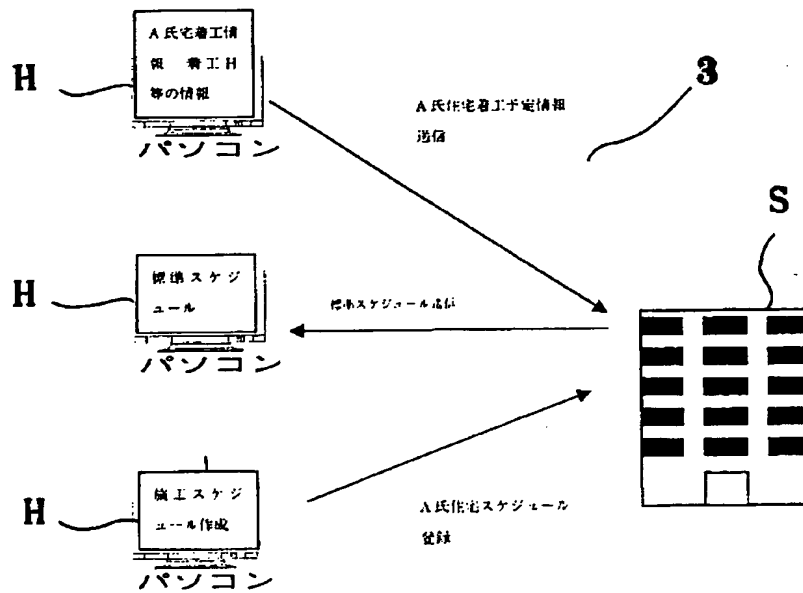 A氏宅着工情
報 着工日
等の情報
H
パソコン
A氏住宅着工予定情報
送信
3
S
標準スケジ
ュール
H
パソコン
標準スケジュール送信
施工スケジ
ュール作成
H
パソコン
A氏住宅スケジュール
登録